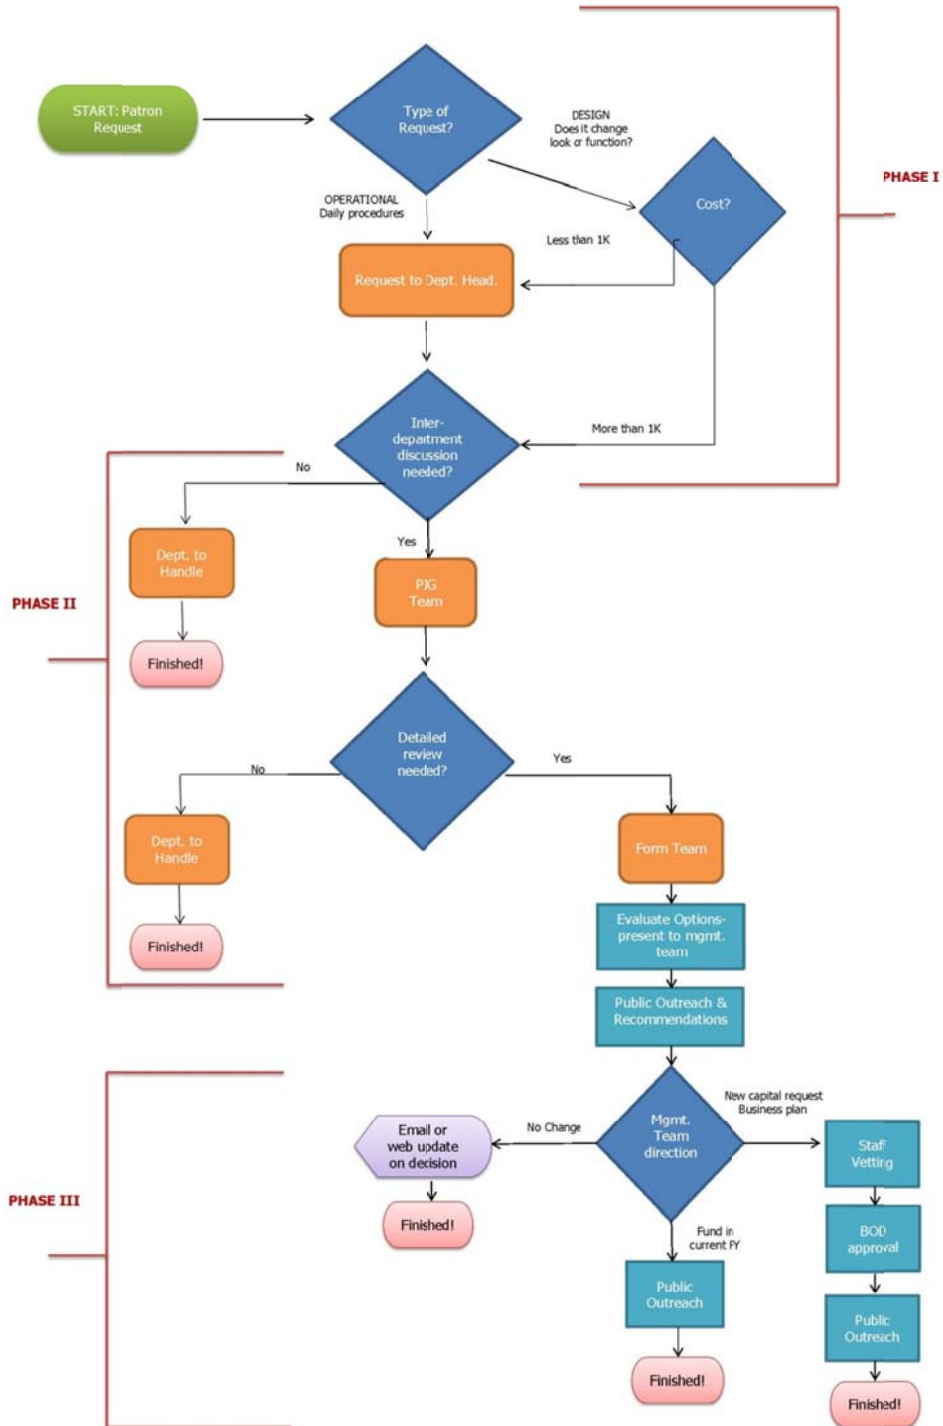 START: Patron
Request
Type of
Request?
DESIGN
Does it change
look or function?
PHASE I
Cost?
OPERATIONAL
Daily procedures
Less than 1K
Request to Dept. Head.
Inter-
department
discussion
needed?
More than 1K
No
Yes
Dept. to
Handle
PIG
Team
PHASE II
Finished!
Detailed
review
needed?
No
Yes
Dept. to
Handle
Form Team
Finished!
Evaluate Options-
present to mgmt.
team
Public Outreach &
Recommendations
New capital request
Business plan
Mgmt.
Team
direction
No Change
Email or
web update
on decision
Staff
Vetting
PHASE III
Finished!
Fund in
current FY
BOD
approval
Public
Outreach
Public
Outreach
Finished!
Finished!